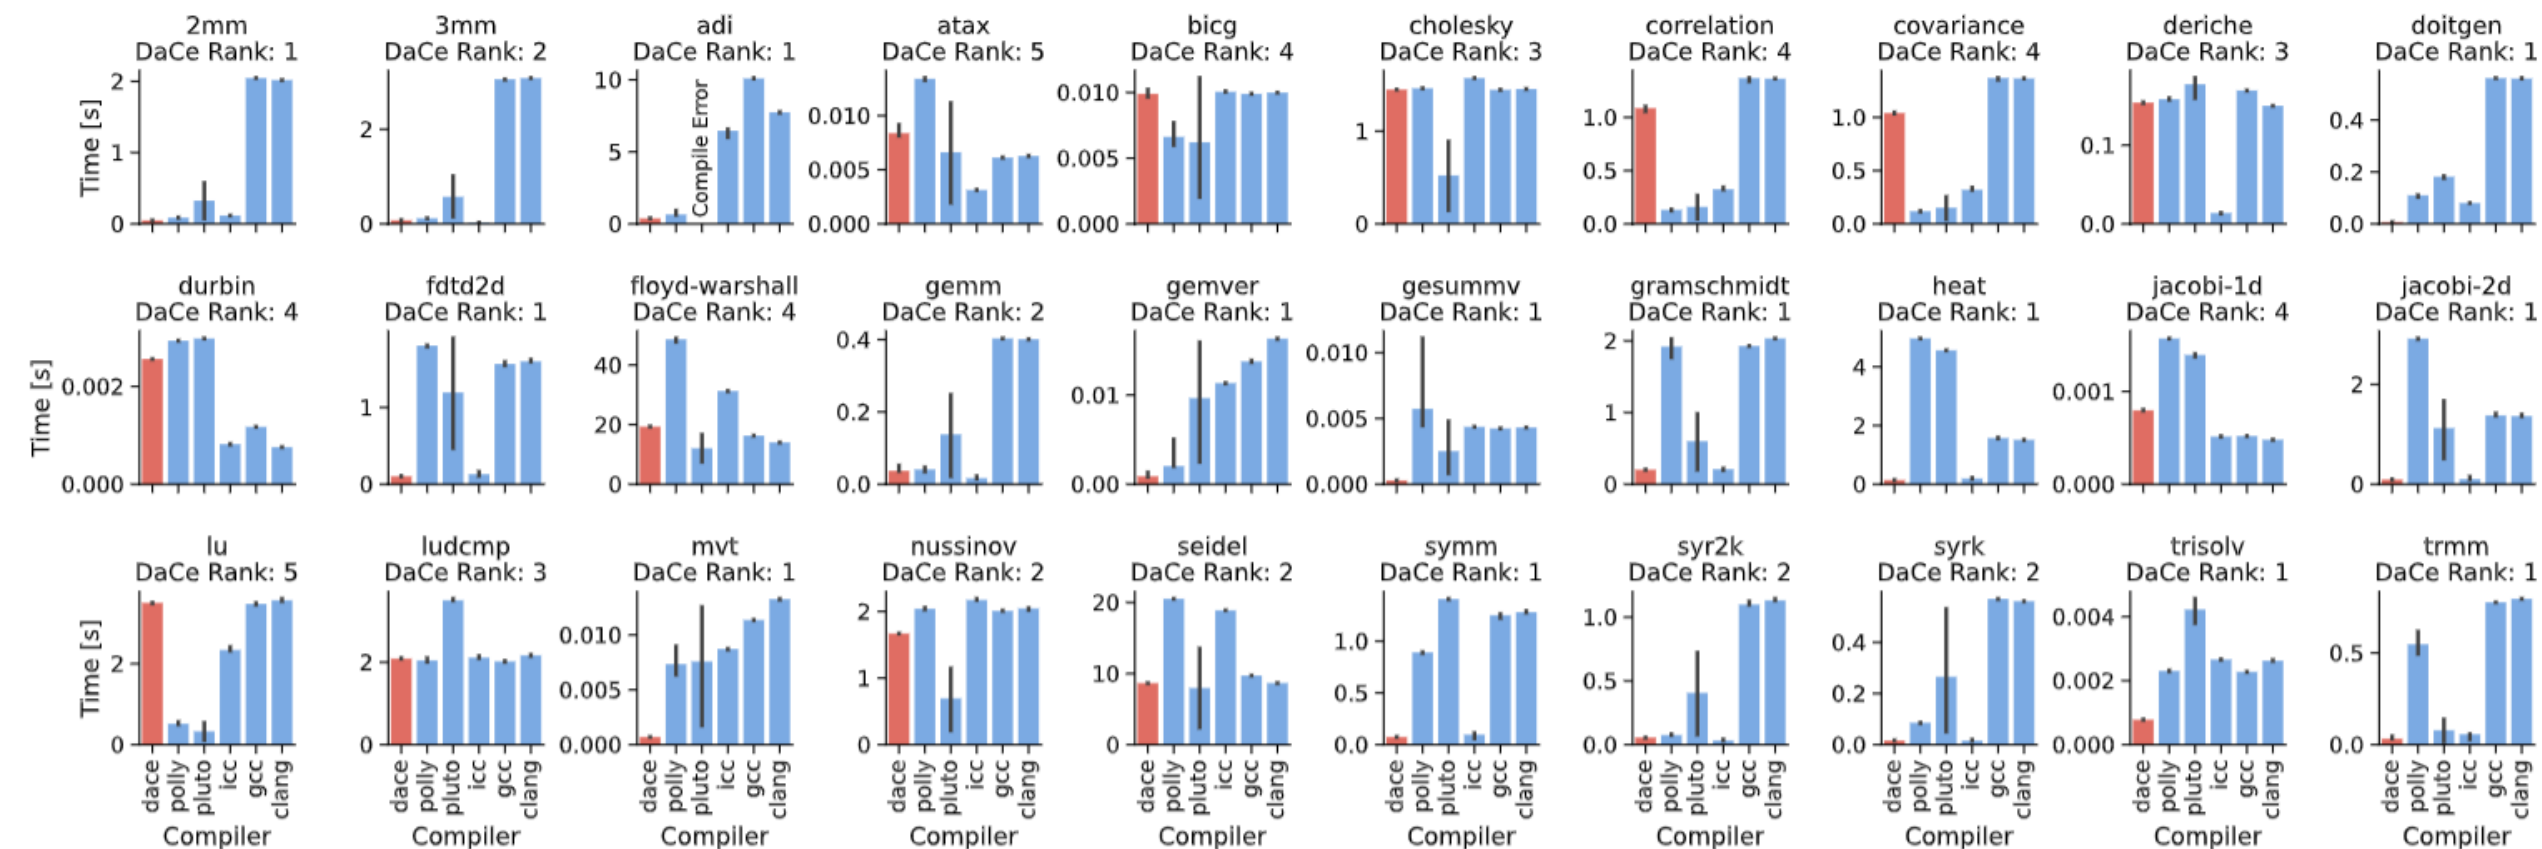 2mm
DaCe Rank: 1
3mm
DaCe Rank: 2
adi
DaCe Rank: 1
atax
DaCe Rank: 5
bicg
DaCe Rank: 4
cholesky
DaCe Rank: 3
correlation
DaCe Rank: 4
covariance
DaCe Rank: 4
deriche
DaCe Rank: 3
doitgen
DaCe Rank: 1
Time [s]
2
1
0
2
0
10
5
0
Compile Error
0.010
0.005
0.000
0.010
0.005
0.000
1
0
1.0
0.5
0.0
1.0
0.5
0.0
0.1
0.0
0.4
0.2
0.0
durbin
DaCe Rank: 4
fdtd2d
DaCe Rank: 1
floyd-warshall
DaCe Rank: 4
gemm
DaCe Rank: 2
gemver
DaCe Rank: 1
gesummv
DaCe Rank: 1
gramschmidt
DaCe Rank: 1
heat
DaCe Rank: 1
jacobi-1d
DaCe Rank: 4
jacobi-2d
DaCe Rank: 1
Time [s]
0.002
0.000
1
0
40
20
0
0.4
0.2
0.0
0.01
0.00
0.010
0.005
0.000
2
1
0
4
2
0
0.001
0.000
2
0
lu
DaCe Rank: 5
ludcmp
DaCe Rank: 3
mvt
DaCe Rank: 1
nussinov
DaCe Rank: 2
seidel
DaCe Rank: 2
symm
DaCe Rank: 1
syr2k
DaCe Rank: 2
syrk
DaCe Rank: 2
trisolv
DaCe Rank: 1
trmm
DaCe Rank: 1
Time [s]
2
0
2
0
0.010
0.005
0.000
2
1
0
20
10
0
1.0
0.5
0.0
1.0
0.5
0.0
0.4
0.2
0.0
0.004
0.002
0.000
0.5
0.0
dace
polly
pluto
icc
gcc
clang
Compiler
dace
polly
pluto
icc
gcc
clang
Compiler
dace
polly
pluto
icc
gcc
clang
Compiler
dace
polly
pluto
icc
gcc
clang
Compiler
dace
polly
pluto
icc
gcc
clang
Compiler
dace
polly
pluto
icc
gcc
clang
Compiler
dace
polly
pluto
icc
gcc
clang
Compiler
dace
polly
pluto
icc
gcc
clang
Compiler
dace
polly
pluto
icc
gcc
clang
Compiler
dace
polly
pluto
icc
gcc
clang
Compiler